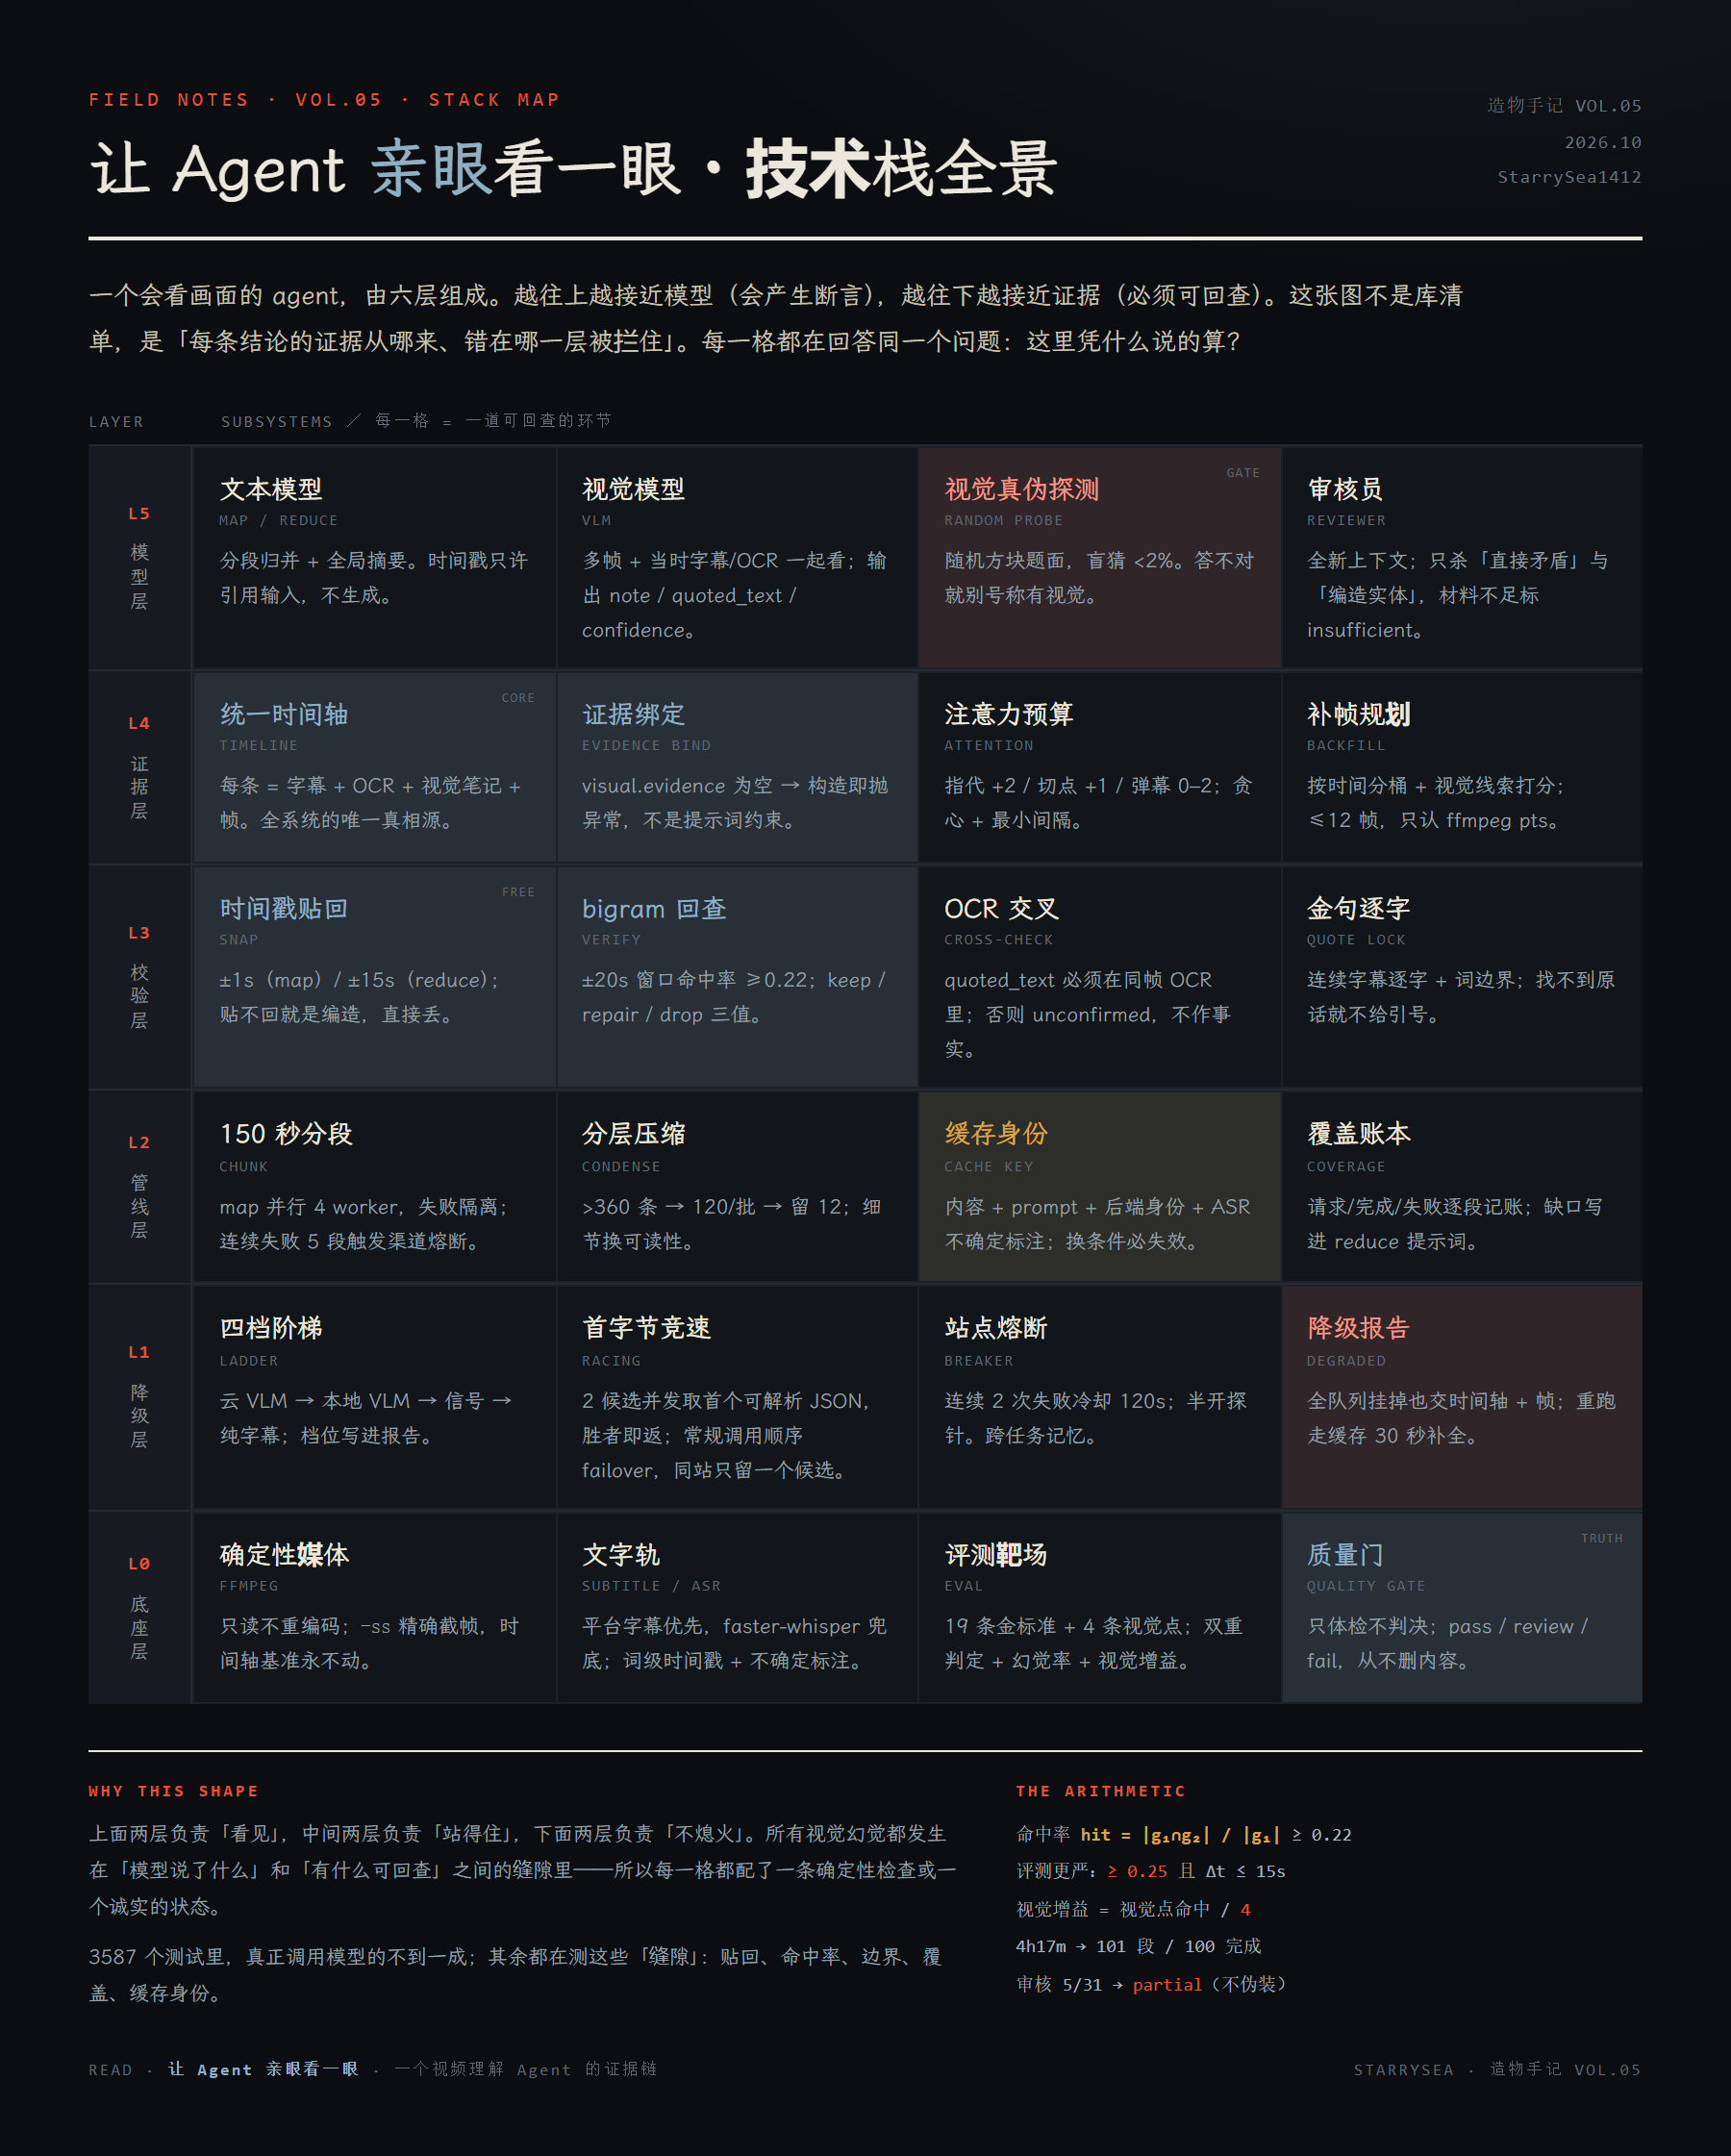 FIELD NOTES · VOL.05 · STACK MAP
让 Agent 亲眼看一眼·技术栈全景
造物手记 VOL.05
2026.10
StarrySea1412
一个会看画面的 agent，由六层组成。越往上越接近模型（会产生断言），越往下越接近证据（必须可回查）。这张图不是库清
单，是「每条结论的证据从哪来、错在哪一层被拦住」。每一格都在回答同一个问题：这里凭什么说的算？
LAYER
SUBSYSTEMS ／ 每一格 = 一道可回查的环节
L5
模型层
文本模型
MAP / REDUCE
分段归并 + 全局摘要。时间戳只许
引用输入，不生成。
视觉模型
VLM
多帧 + 当时字幕/OCR 一起看；输
出 note / quoted_text /
confidence。
视觉真伪探测
GATE
RANDOM PROBE
随机方块题面，盲猜 <2%。答不对
就别号称有视觉。
审核员
REVIEWER
全新上下文；只杀「直接矛盾」与
「编造实体」，材料不足标
insufficient。
L4
证据层
统一时间轴
CORE
TIMELINE
每条 = 字幕 + OCR + 视觉笔记 +
帧。全系统的唯一真相源。
证据绑定
EVIDENCE BIND
visual.evidence 为空 → 构造即抛
异常，不是提示词约束。
注意力预算
ATTENTION
指代 +2 / 切点 +1 / 弹幕 0–2；贪
心 + 最小间隔。
补帧规划
BACKFILL
按时间分桶 + 视觉线索打分；
≤12 帧，只认 ffmpeg pts。
L3
校验层
时间戳贴回
FREE
SNAP
±1s（map）/ ±15s（reduce）；
贴不回就是编造，直接丢。
bigram 回查
VERIFY
±20s 窗口命中率 ≥0.22；keep /
repair / drop 三值。
OCR 交叉
CROSS-CHECK
quoted_text 必须在同帧 OCR
里；否则 unconfirmed，不作事
实。
金句逐字
QUOTE LOCK
连续字幕逐字 + 词边界；找不到原
话就不给引号。
L2
管线层
150 秒分段
CHUNK
map 并行 4 worker，失败隔离；
连续失败 5 段触发渠道熔断。
分层压缩
CONDENSE
>360 条 → 120/批 → 留 12；细
节换可读性。
缓存身份
CACHE KEY
内容 + prompt + 后端身份 + ASR
不确定标注；换条件必失效。
覆盖账本
COVERAGE
请求/完成/失败逐段记账；缺口写
进 reduce 提示词。
L1
降级层
四档阶梯
LADDER
云 VLM → 本地 VLM → 信号 →
纯字幕；档位写进报告。
首字节竞速
RACING
2 候选并发取首个可解析 JSON，
胜者即返；常规调用顺序
failover，同站只留一个候选。
站点熔断
BREAKER
连续 2 次失败冷却 120s；半开探
针。跨任务记忆。
降级报告
DEGRADED
全队列挂掉也交时间轴 + 帧；重跑
走缓存 30 秒补全。
L0
底座层
确定性媒体
FFMPEG
只读不重编码；-ss 精确截帧，时
间轴基准永不动。
文字轨
SUBTITLE / ASR
平台字幕优先，faster-whisper 兜
底；词级时间戳 + 不确定标注。
评测靶场
EVAL
19 条金标准 + 4 条视觉点；双重
判定 + 幻觉率 + 视觉增益。
质量门
TRUTH
QUALITY GATE
只体检不判决；pass / review /
fail，从不删内容。
WHY THIS SHAPE
上面两层负责「看见」，中间两层负责「站得住」，下面两层负责「不熄火」。所有视觉幻觉都发生
在「模型说了什么」和「有什么可回查」之间的缝隙里——所以每一格都配了一条确定性检查或一
个诚实的状态。
3587 个测试里，真正调用模型的不到一成；其余都在测这些「缝隙」：贴回、命中率、边界、覆
盖、缓存身份。
THE ARITHMETIC
命中率 hit = |g₁∩g₂| / |g₁| ≥ 0.22
评测更严：≥ 0.25 且 Δt ≤ 15s
视觉增益 = 视觉点命中 / 4
4h17m → 101 段 / 100 完成
审核 5/31 → partial（不伪装）
READ · 让 Agent 亲眼看一眼 · 一个视频理解 Agent 的证据链
STARRYSEA · 造物手记 VOL.05